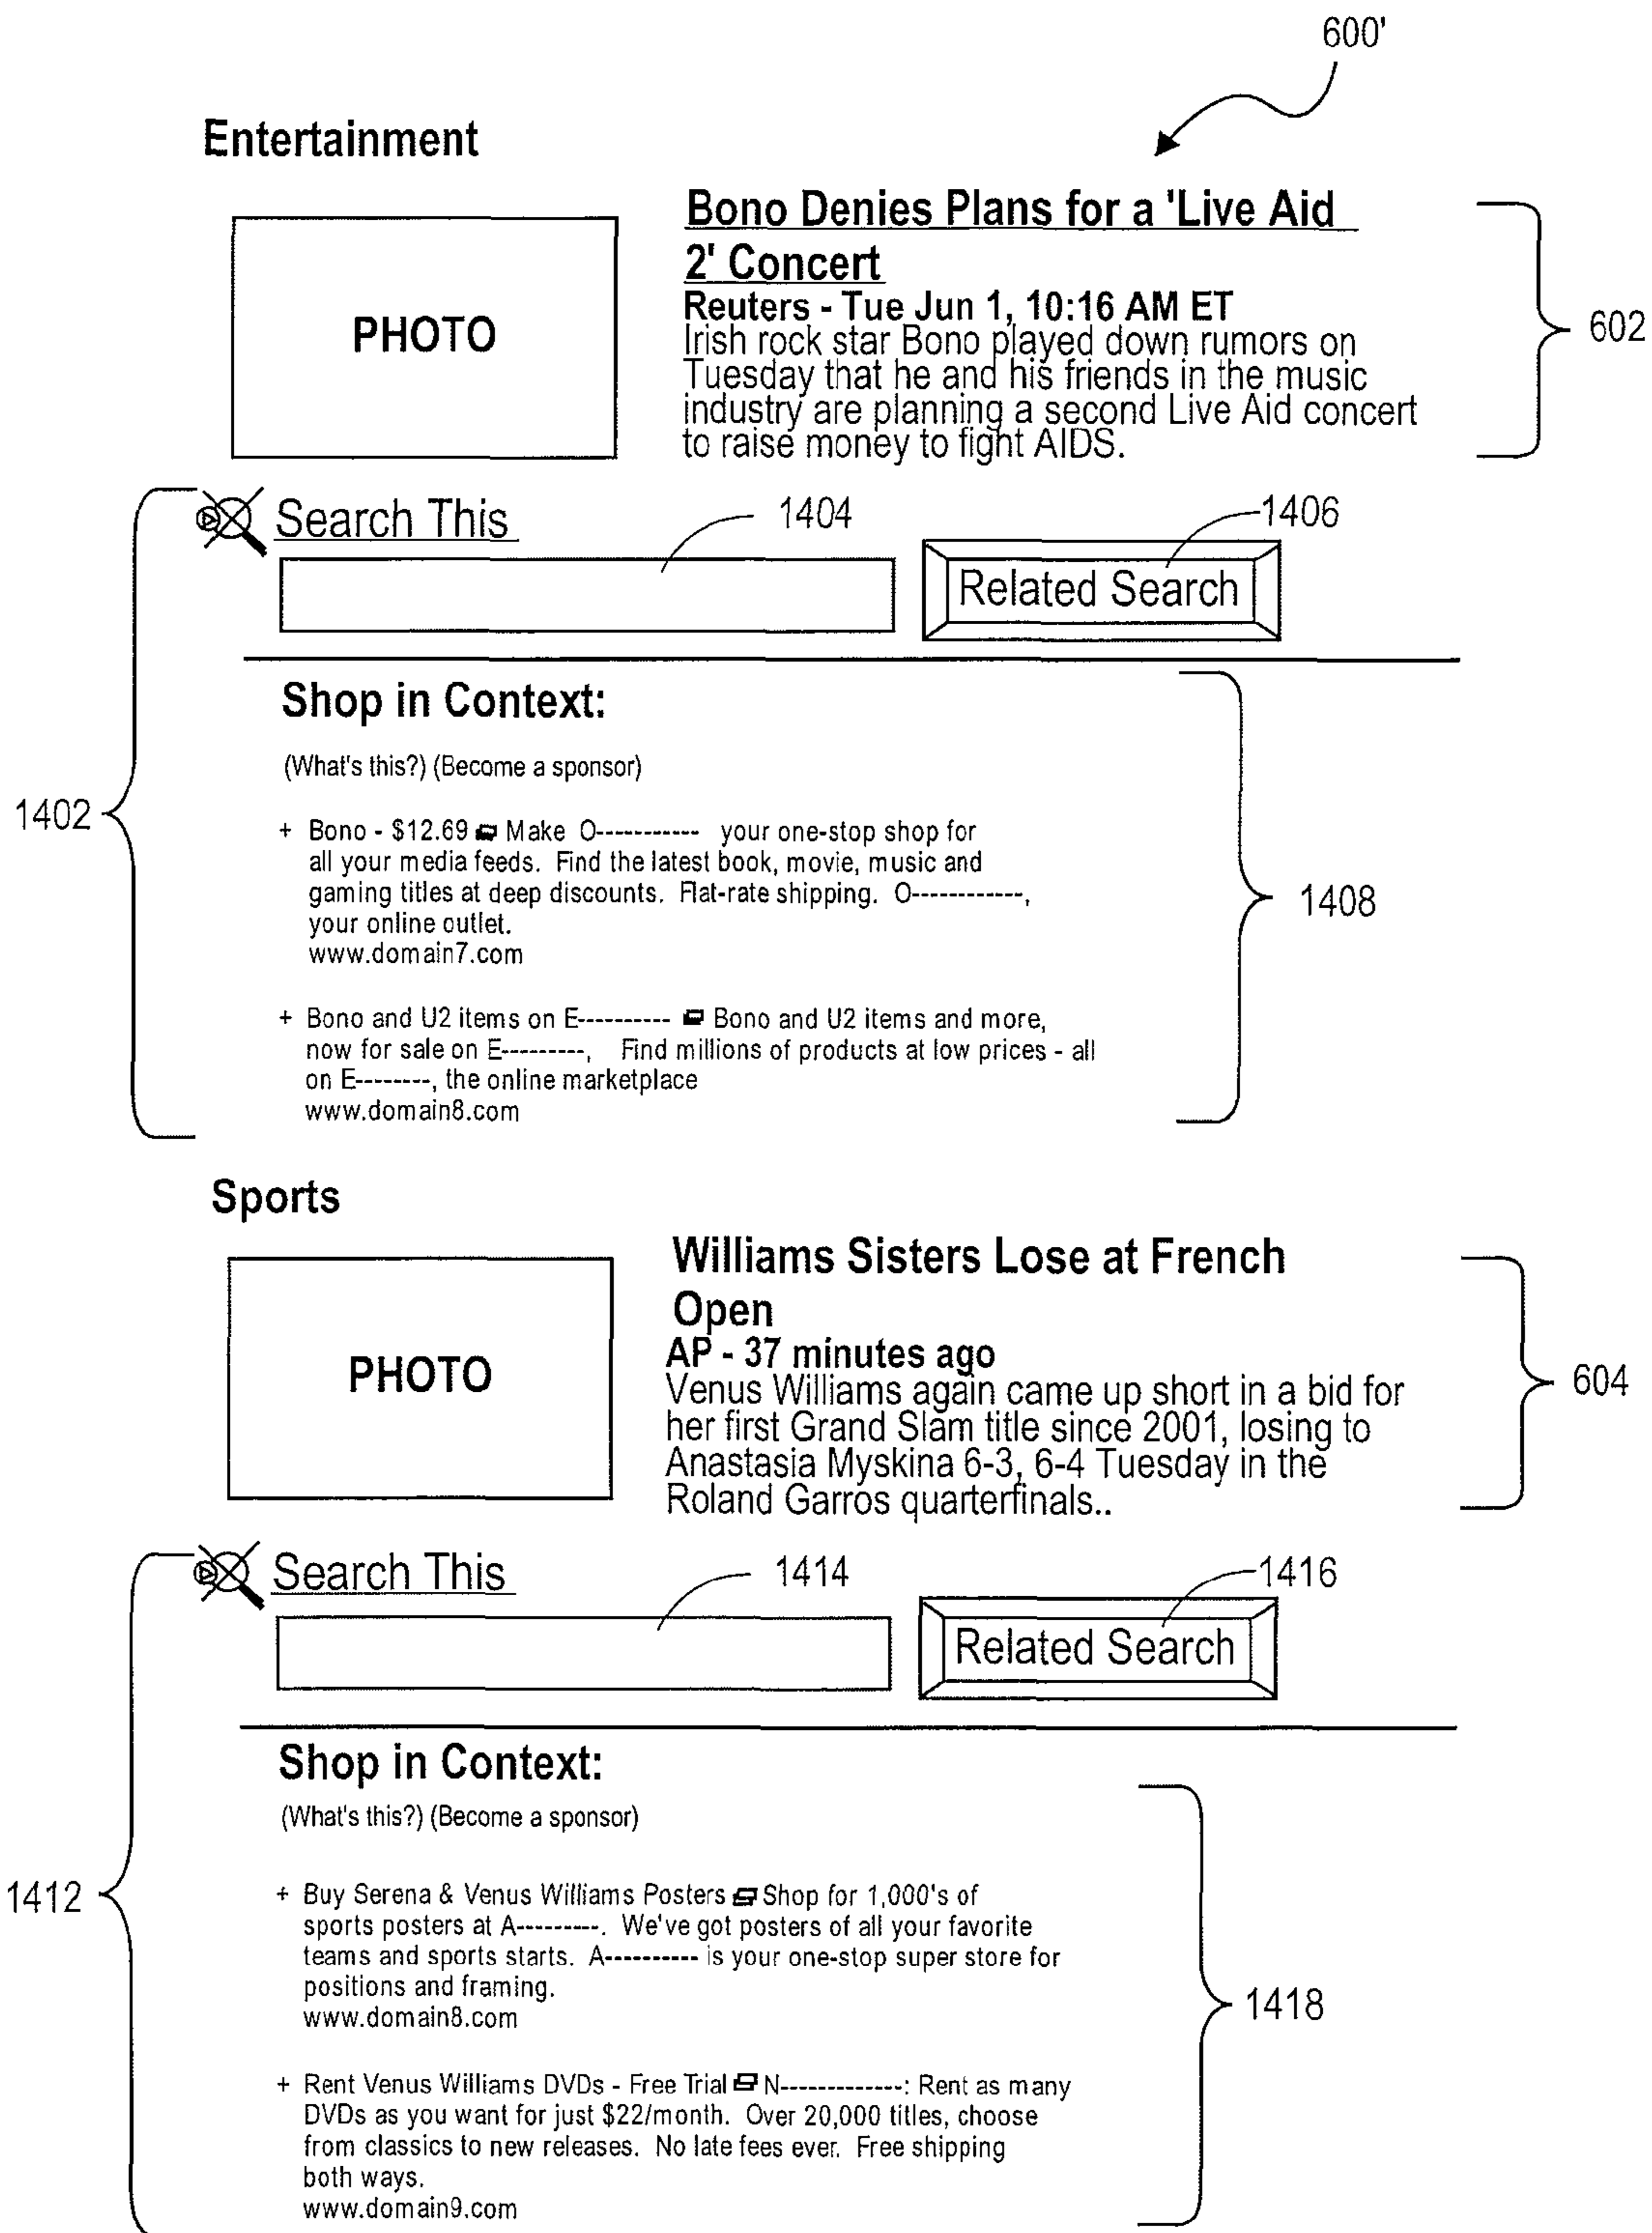 600'
Entertainment
Bono Denies Plans for a 'Live Aid
2' Concert
Reuters - Tue Jun 1, 10:16 AM ET
Irish rock star Bono played down rumors on
Tuesday that he and his friends in the music
industry are planning a second Live Aid concert
to raise money to fight AIDS.
PHOTO
602
Search This
1404
1406
Related Search
Shop in Context:
(What's this?) (Become a sponsor)
1402
+ Bono - $12.69 Make O----------- your one-stop shop for
all your media feeds. Find the latest book, movie, music and
gaming titles at deep discounts. Flat-rate shipping. O------------,
your online outlet.
www.domain7.com
1408
+ Bono and U2 items on E---------- Bono and U2 items and more,
now for sale on E---------, Find millions of products at low prices - all
on E--------, the online marketplace
www.domain8.com
Sports
Williams Sisters Lose at French
Open
AP - 37 minutes ago
Venus Williams again came up short in a bid for
her first Grand Slam title since 2001, losing to
Anastasia Myskina 6-3, 6-4 Tuesday in the
Roland Garros quarterfinals..
PHOTO
604
Search This
1414
1416
Related Search
Shop in Context:
(What's this?) (Become a sponsor)
1412
+ Buy Serena & Venus Williams Posters Shop for 1,000's of
sports posters at A---------. We've got posters of all your favorite
teams and sports starts. A---------- is your one-stop super store for
positions and framing.
www.domain8.com
1418
+ Rent Venus Williams DVDs - Free Trial N-------------: Rent as many
DVDs as you want for just $22/month. Over 20,000 titles, choose
from classics to new releases. No late fees ever. Free shipping
both ways.
www.domain9.com